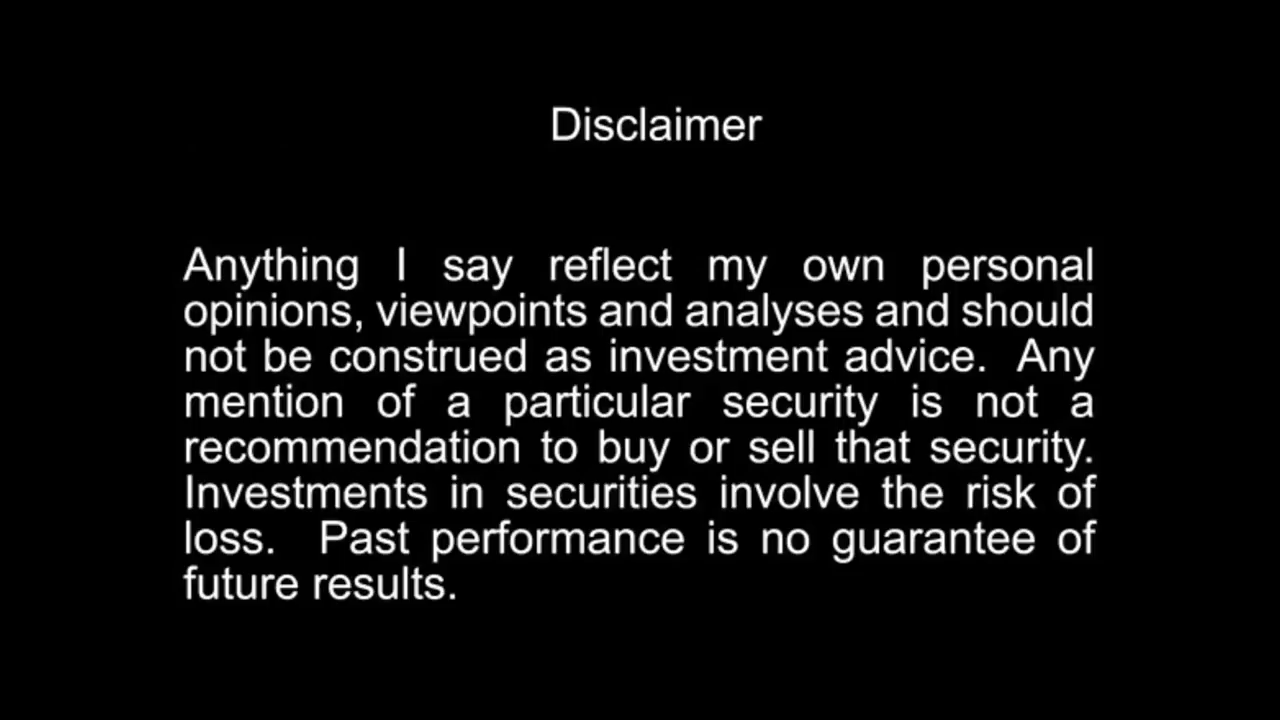 Disclaimer
Anything I say reflect my own personal
opinions, viewpoints and analyses and should
not be construed as investment advice.  Any
mention of a particular security is not a
recommendation to buy or sell that security.
Investments in securities involve the risk of
loss.  Past performance is no guarantee of
future results.